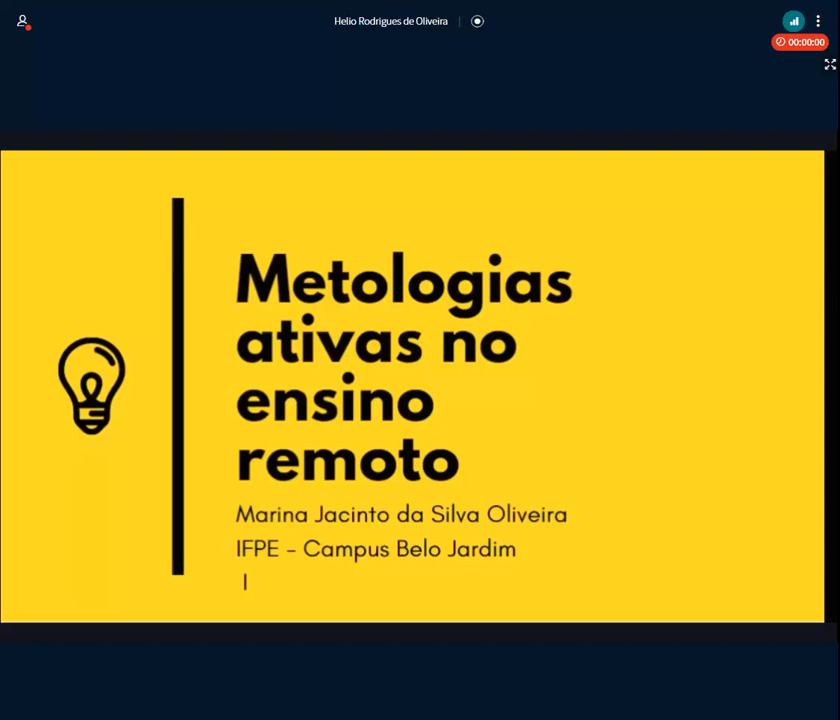 Helio Rodrigues de Oliveira
00:00:00
Metologias
ativas no
ensino
remoto
Marina Jacinto da Silva Oliveira
IFPE - Campus Belo Jardim